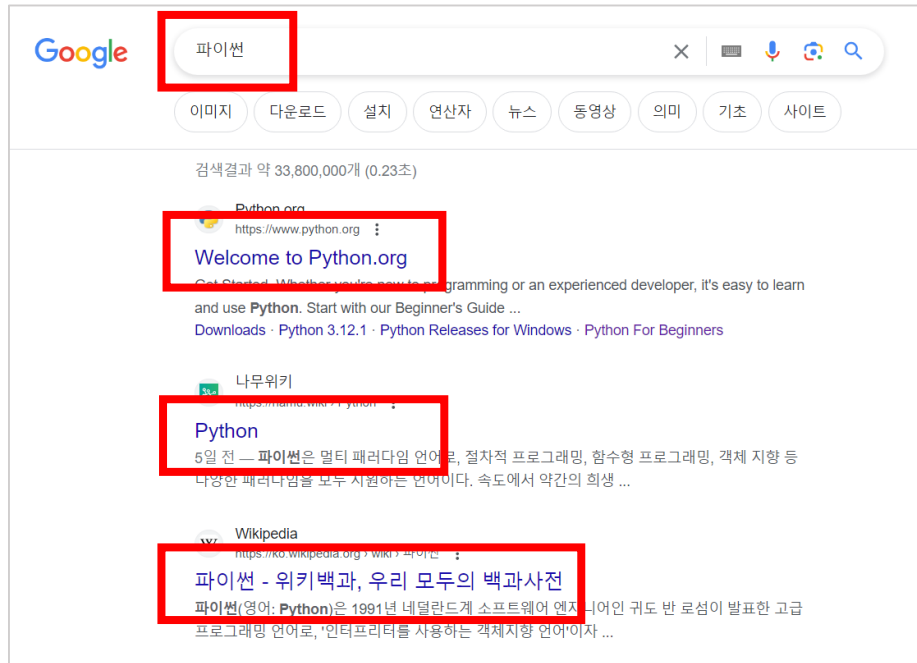 Google 파이썬
이미지 다운로드 설치 연산자 뉴스 동영상 의미 기초 사이트
검색결과 약 33,800,000개 (0.23초)
Python.org
https://www.python.org
Welcome to Python.org
Get Started. Whether you're new to programming or an experienced developer, it's easy to learn
and use Python. Start with our Beginner's Guide ...
Downloads · Python 3.12.1 · Python Releases for Windows · Python For Beginners
나무위키
https://namu.wiki › Python
Python
5일 전 — 파이썬은 멀티 패러다임 언어로, 절차적 프로그래밍, 함수형 프로그래밍, 객체 지향 등
다양한 패러다임을 모두 지원하는 언어이다. 속도에서 약간의 희생 ...
Wikipedia
https://ko.wikipedia.org › wiki › 파이썬
파이썬 - 위키백과, 우리 모두의 백과사전
파이썬(영어: Python)은 1991년 네덜란드계 소프트웨어 엔지니어인 귀도 반 로섬이 발표한 고급
프로그래밍 언어로, '인터프리터를 사용하는 객체지향 언어'이자 ...